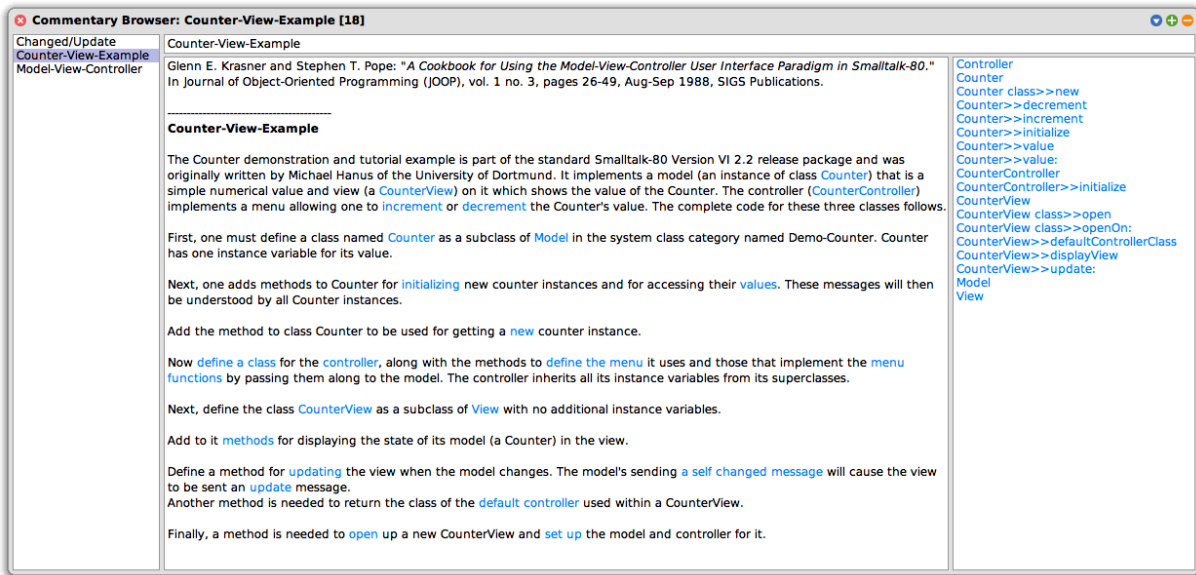 Commentary Browser: Counter-View-Example [18]
Changed/Update
Counter-View-Example
Model-View-Controller
Counter-View-Example
Glenn E. Krasner and Stephen T. Pope: "A Cookbook for Using the Model-View-Controller User Interface Paradigm in Smalltalk-80."
In Journal of Object-Oriented Programming (JOOP), vol. 1 no. 3, pages 26-49, Aug-Sep 1988, SIGS Publications.
------------------------------------------
Counter-View-Example
The Counter demonstration and tutorial example is part of the standard Smalltalk-80 Version VI 2.2 release package and was
originally written by Michael Hanus of the University of Dortmund. It implements a model (an instance of class Counter) that is a
simple numerical value and view (a CounterView) on it which shows the value of the Counter. The controller (CounterController)
implements a menu allowing one to increment or decrement the Counter's value. The complete code for these three classes follows.
First, one must define a class named Counter as a subclass of Model in the system class category named Demo-Counter. Counter
has one instance variable for its value.
Next, one adds methods to Counter for initializing new counter instances and for accessing their values. These messages will then
be understood by all Counter instances.
Add the method to class Counter to be used for getting a new counter instance.
Now define a class for the controller, along with the methods to define the menu it uses and those that implement the menu
functions by passing them along to the model. The controller inherits all its instance variables from its superclasses.
Next, define the class CounterView as a subclass of View with no additional instance variables.
Add to it methods for displaying the state of its model (a Counter) in the view.
Define a method for updating the view when the model changes. The model's sending a self changed message will cause the view
to be sent an update message.
Another method is needed to return the class of the default controller used within a CounterView.
Finally, a method is needed to open up a new CounterView and set up the model and controller for it.
Controller
Counter
Counter class>>new
Counter>>decrement
Counter>>increment
Counter>>initialize
Counter>>value
Counter>>value:
CounterController
CounterController>>initialize
CounterView
CounterView class>>open
CounterView class>>openOn:
CounterView>>defaultControllerClass
CounterView>>displayView
CounterView>>update:
Model
View